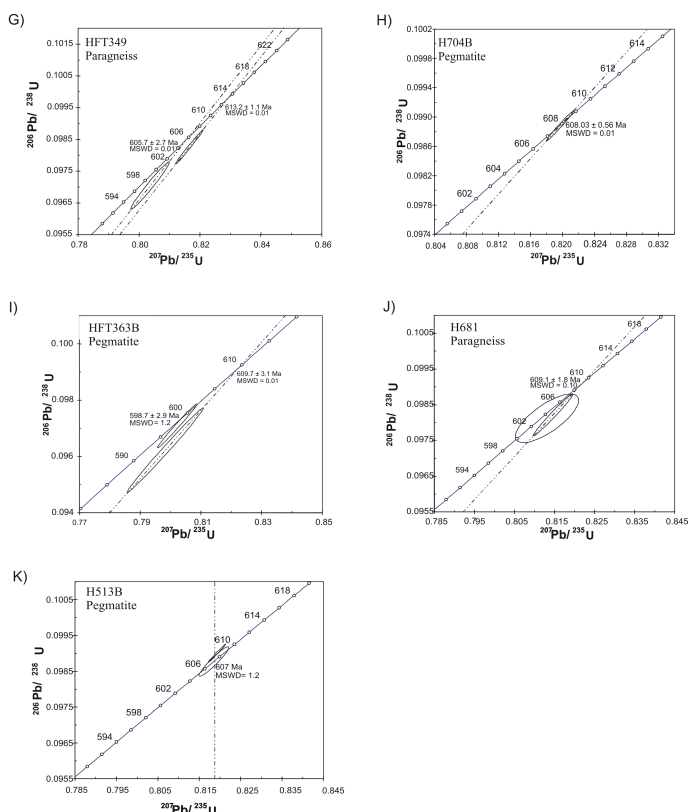 G)
HFT349
Paragneiss
0.1015
0.1005
0.0995
0.0985
0.0975
0.0965
0.0955
206Pb/ 238U
594
598
602
606
610
614
618
622
605.7 ± 2.7 Ma
MSWD = 0.01
613.2 ± 1.1 Ma
MSWD = 0.01
0.78 0.80 0.82 0.84 0.86
207Pb/ 235U
H)
H704B
Pegmatite
0.1002
0.0998
0.0994
0.0990
0.0986
0.0982
0.0978
0.0974
206Pb/ 238U
602
604
606
608
610
612
614
608.03 ± 0.56 Ma
MSWD = 0.01
0.804 0.808 0.812 0.816 0.820 0.824 0.828 0.832
207Pb/ 235U
I)
HFT363B
Pegmatite
0.100
0.098
0.096
0.094
206Pb/ 238U
590
600
610
598.7 ± 2.9 Ma
MSWD= 1.2
609.7 ± 3.1 Ma
MSWD = 0.01
0.77 0.79 0.81 0.83 0.85
207Pb/ 235U
J)
H681
Paragneiss
0.1005
0.0995
0.0985
0.0975
0.0965
0.0955
206Pb/ 238U
594
598
602
606
610
614
618
609.1 ± 1.8 Ma
MSWD = 0.10
0.785 0.795 0.805 0.815 0.825 0.835 0.845
207Pb/ 235U
K)
H513B
Pegmatite
0.1005
0.0995
0.0985
0.0975
0.0965
0.0955
206Pb/ 238U
594
598
602
606
610
614
618
607 Ma
MSWD= 1.2
0.785 0.795 0.805 0.815 0.825 0.835 0.845
207Pb/ 235U